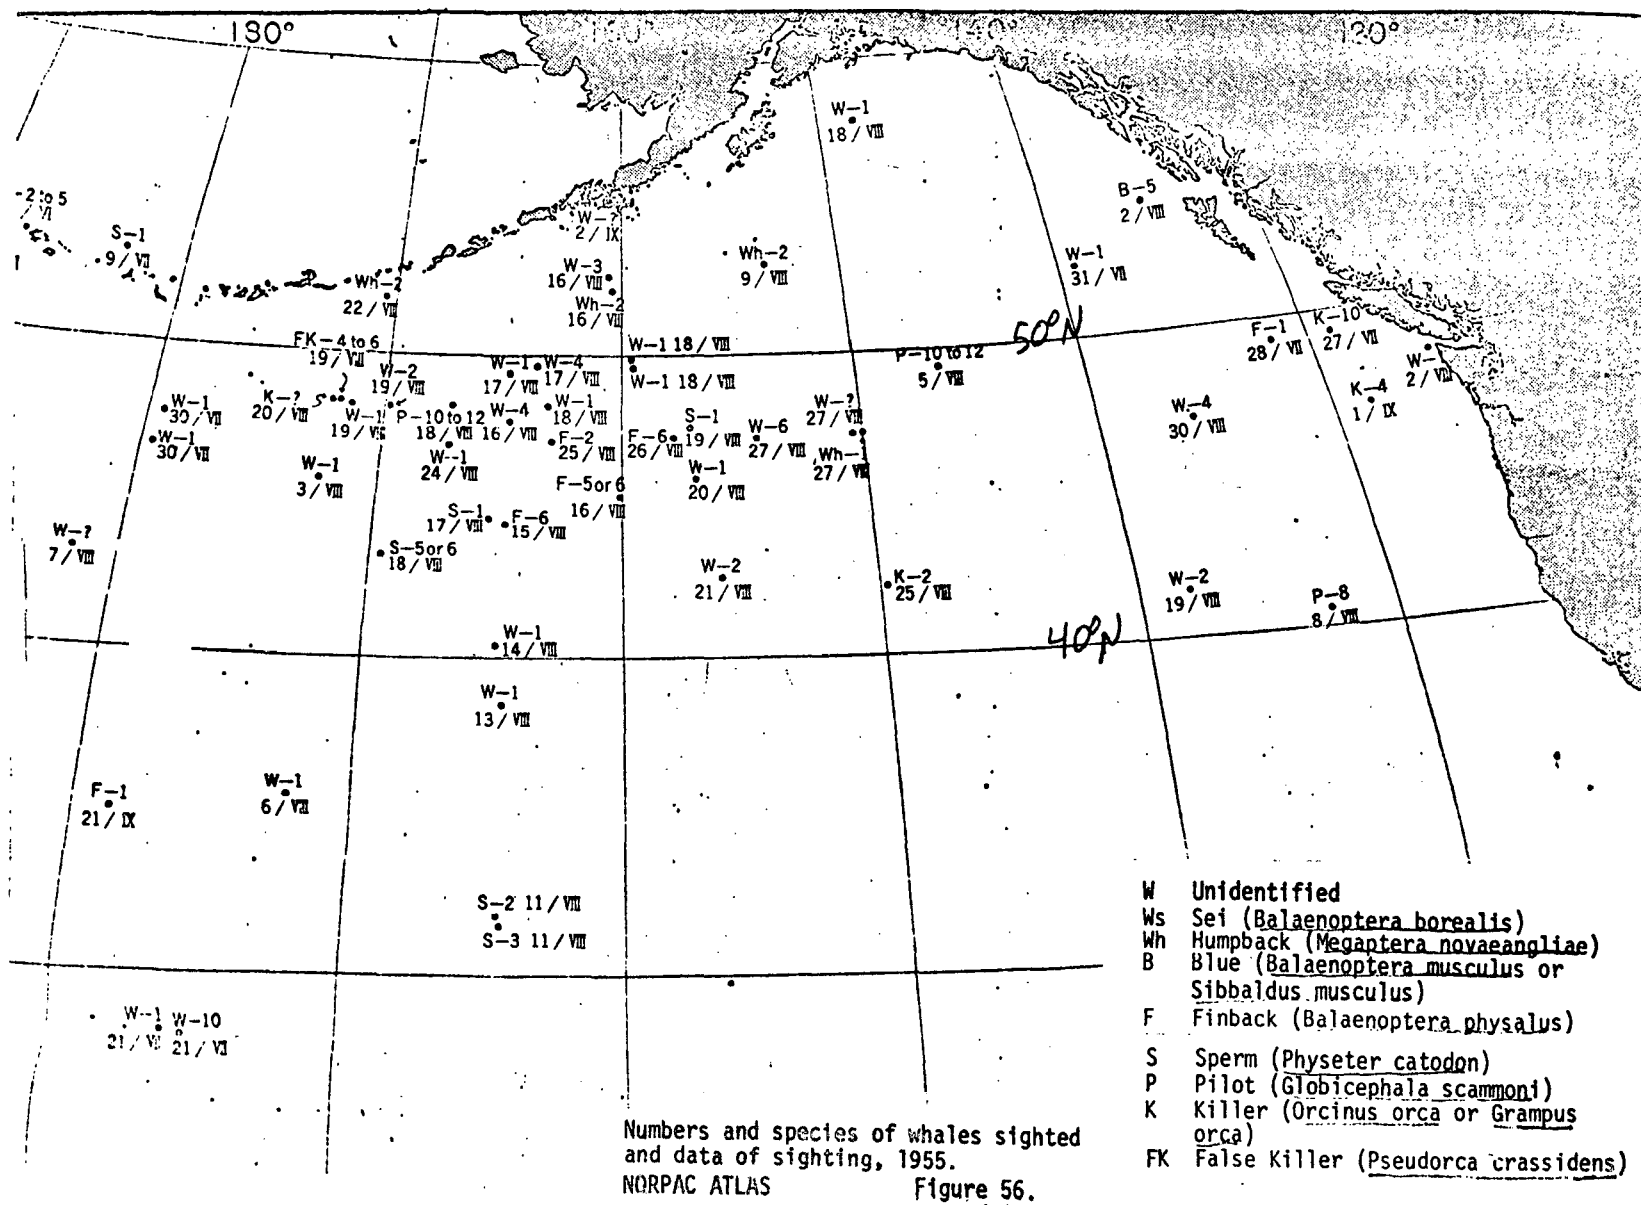 180°
140°
120°
W-1
18/VIII
B-5
2/VIII
-2 to 5
VI
S-1
9/VII
W-?
2/IX
W-3
16/VIII
Wh-2
16/VII
Wh-2
9/VIII
W-1
31/VII
Wh-2
22/VII
50°N
FK-4 to 6
19/VIII
W-1 18/VIII
W-1 18/VIII
P-10 to 12
5/VIII
F-1
28/VII
K-10
27/VII
W-
2/VIII
W-1
17/VIII
W-4
17/VIII
W-2
19/VIII
K-?
20/VIII
S
W-1
19/VIII
P-10 to 12
18/VIII
W-4
16/VIII
W-1
18/VIII
W-1
30/VII
W-1
30/VII
K-4
1/IX
W-4
30/VIII
W-?
27/VIII
Wh-1
27/VIII
W-6
27/VIII
S-1
19/VIII
F-6
26/VIII
F-2
25/VIII
W-1
24/VIII
W-1
3/VIII
W-1
20/VIII
F-5 or 6
16/VIII
S-1
17/VIII
F-6
15/VIII
S-5 or 6
18/VIII
W-?
7/VIII
W-2
21/VIII
K-2
25/VIII
W-2
19/VIII
P-8
8/VIII
40°N
W-1
14/VIII
W-1
13/VIII
W-1
6/VIII
F-1
21/IX
S-2 11/VIII
S-3 11/VIII
W-1
21/VII
W-10
21/VII
W Unidentified
Ws Sei (Balaenoptera borealis)
Wh Humpback (Megaptera novaeangliae)
B Blue (Balaenoptera musculus or
Sibbaldus musculus)
F Finback (Balaenoptera physalus)
S Sperm (Physeter catodon)
P Pilot (Globicephala scammoni)
K Killer (Orcinus orca or Grampus
orca)
FK False Killer (Pseudorca crassidens)
Numbers and species of whales sighted
and data of sighting, 1955.
NORPAC ATLAS Figure 56.